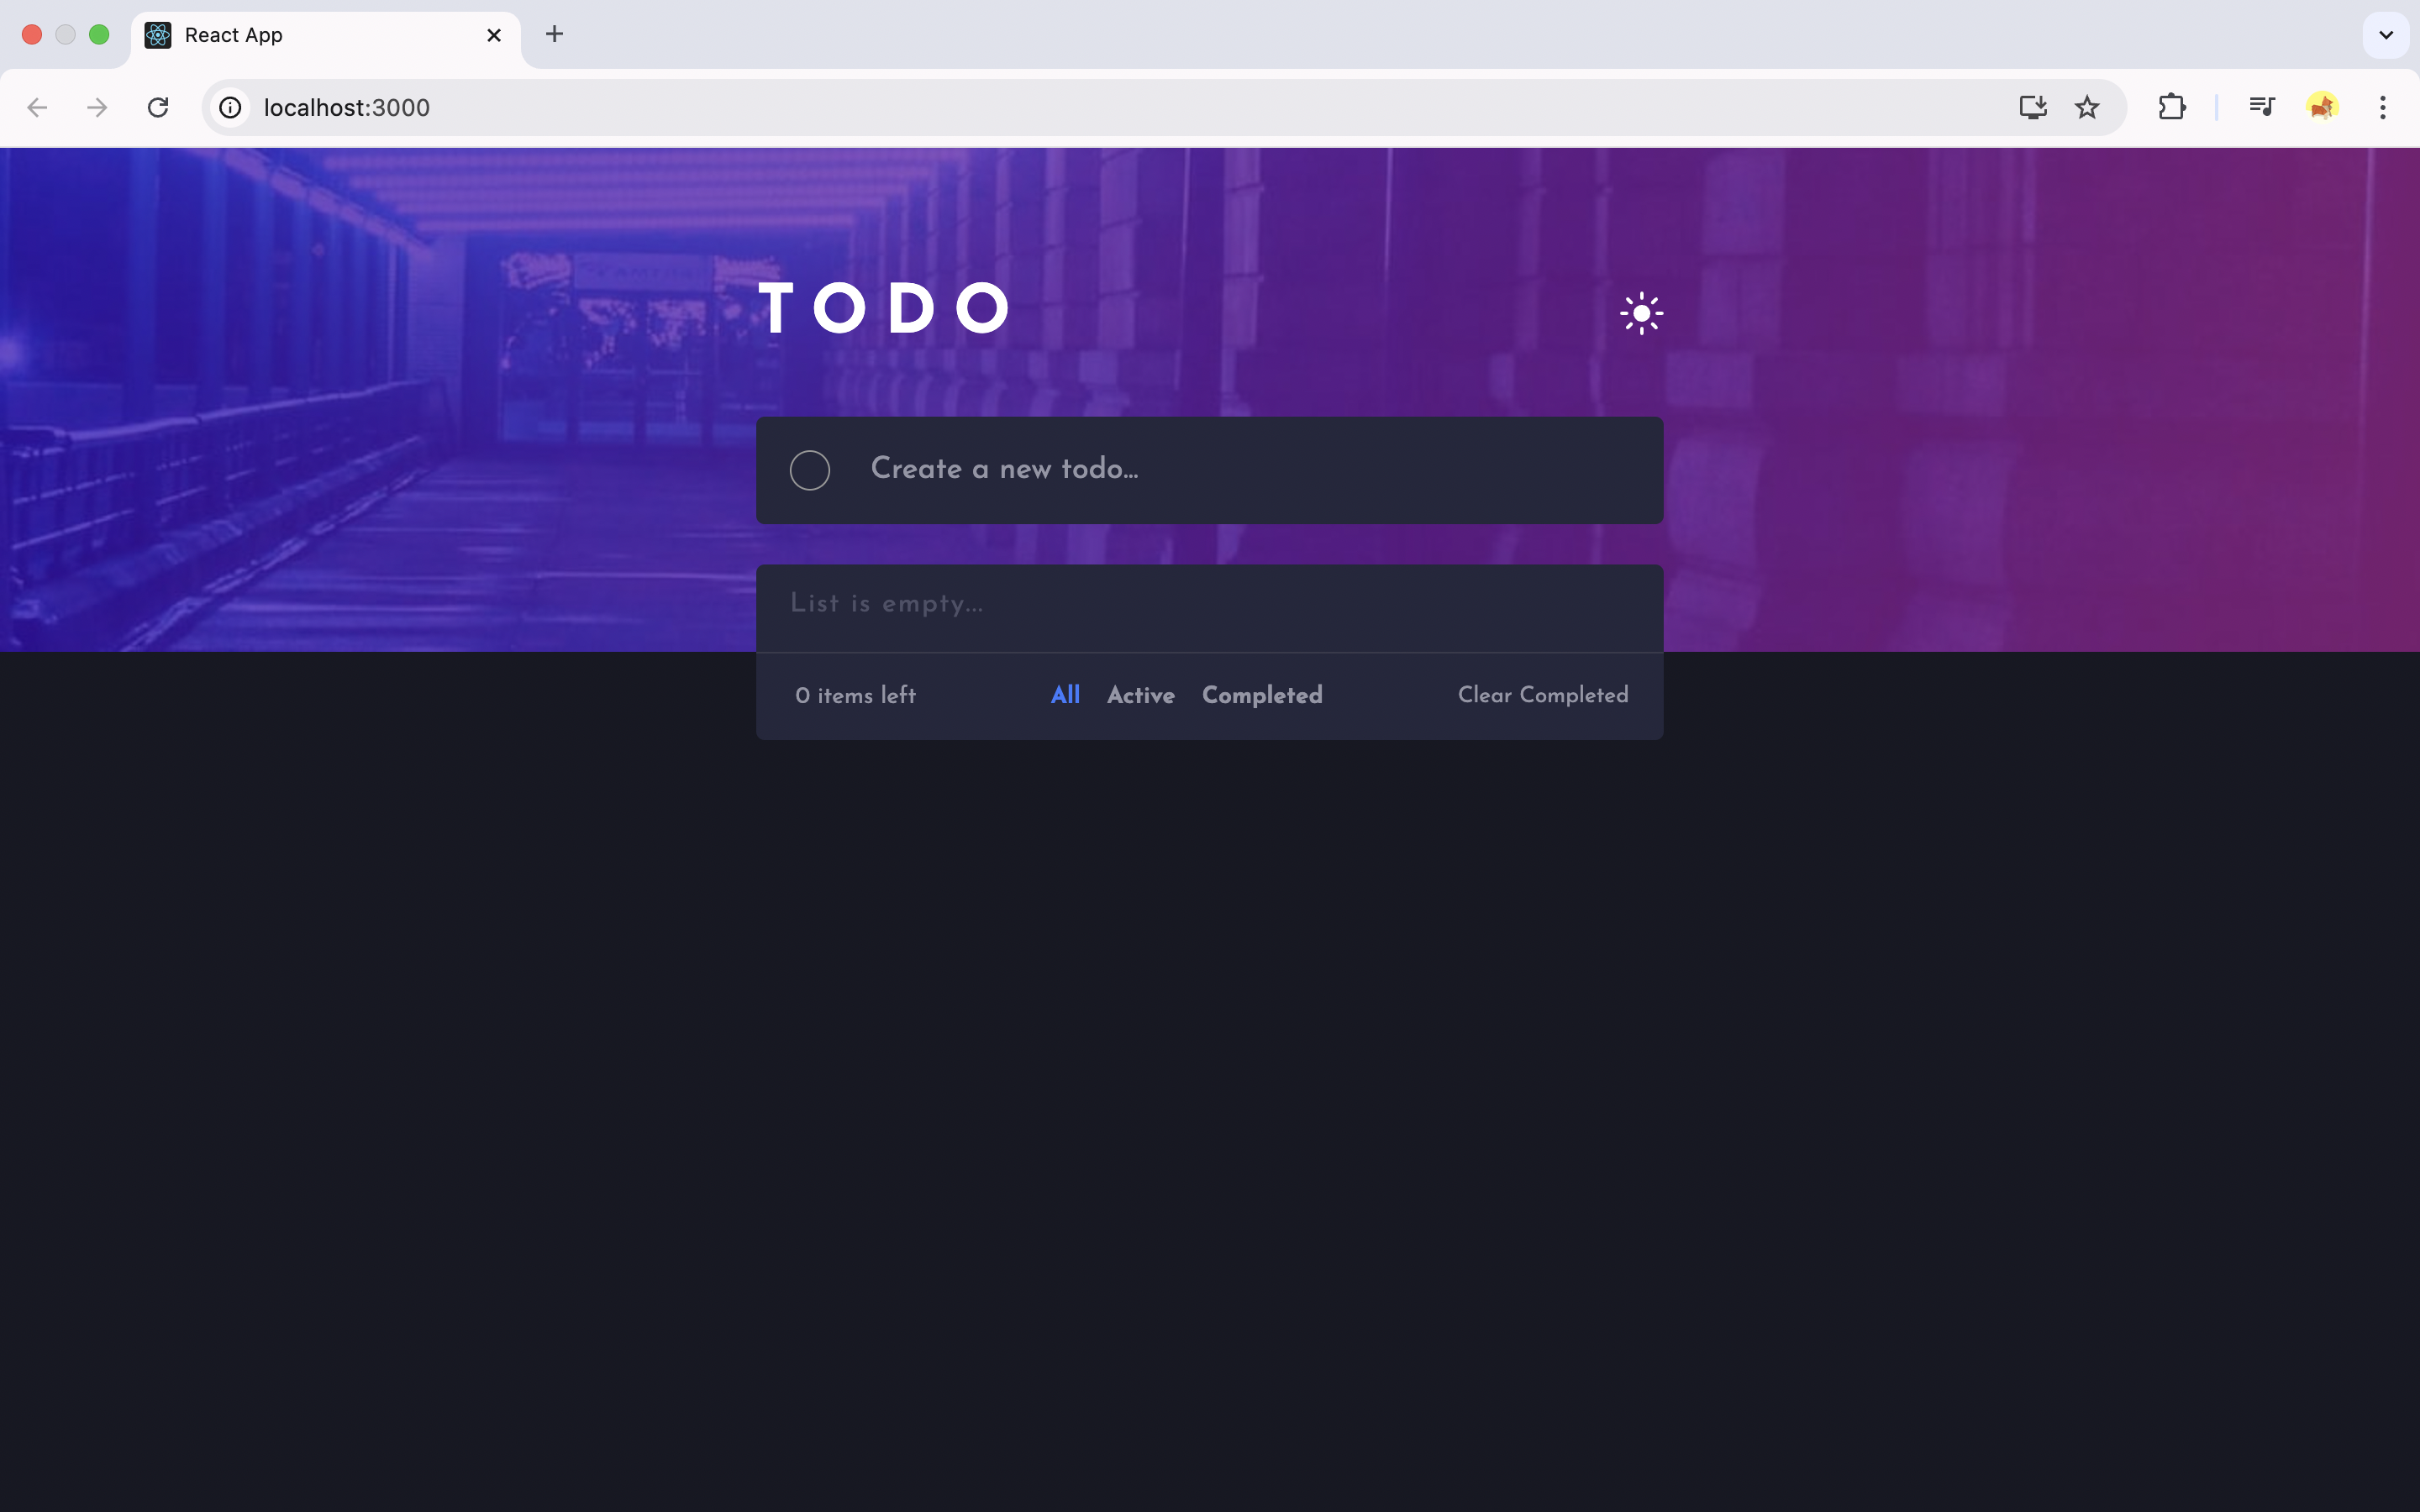 React App
localhost:3000
TODO
Create a new todo...
List is empty...
0 items left All Active Completed Clear Completed